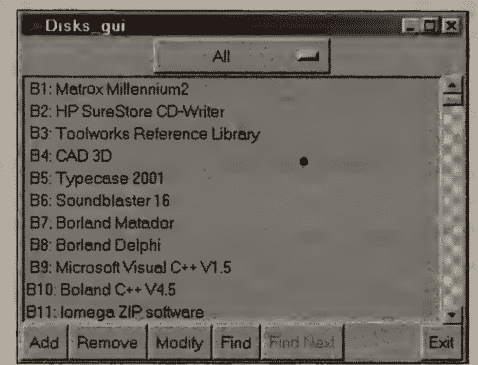 Disks_gui
All
B1: Matrox Millennium2
B2: HP SureStore CD-Writer
B3: Toolworks Reference Library
B4: CAD 3D
B5: Typecase 2001
B6: Soundblaster 16
B7: Borland Matador
B8: Borland Delphi
B9: Microsoft Visual C++ V1.5
B10: Boland C++ V4.5
B11: Iomega ZIP software
Add Remove Modify Find Find Next Exit